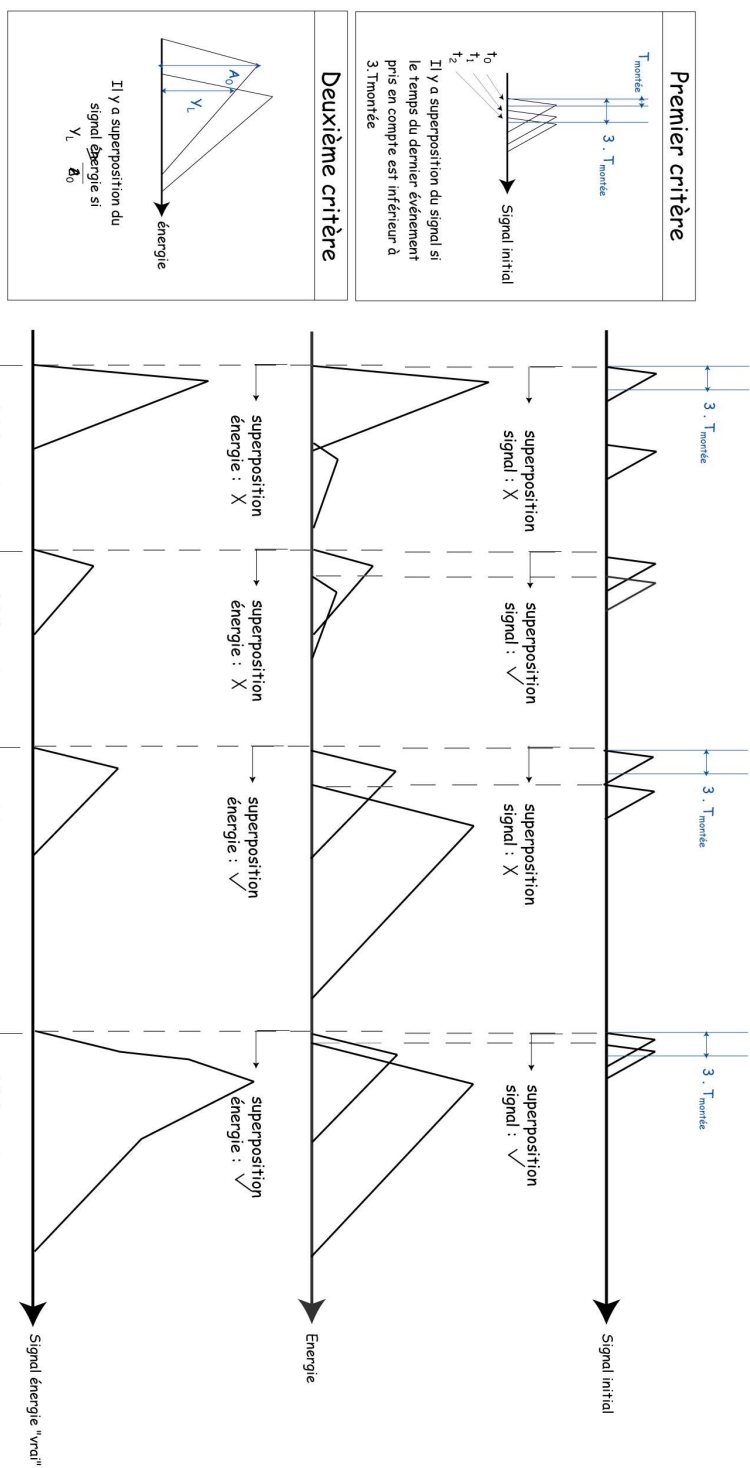 Premier critère
T montée
3 . T montée
t0
t1
t2
Signal initial
Il y a superposition du signal si
le temps du dernier événement
pris en compte est inférieur à
3.Tmontée
Deuxième critère
A0
YL
énergie
Il y a superposition du
signal énergie si
YL
3 . T montée
3 . T montée
3 . T montée
Signal initial
superposition
signal : X
superposition
signal : ✓
superposition
signal : X
superposition
signal : ✓
Energie
superposition
énergie : X
superposition
énergie : X
superposition
énergie : ✓
superposition
énergie : ✓
Signal énergie "vrai"